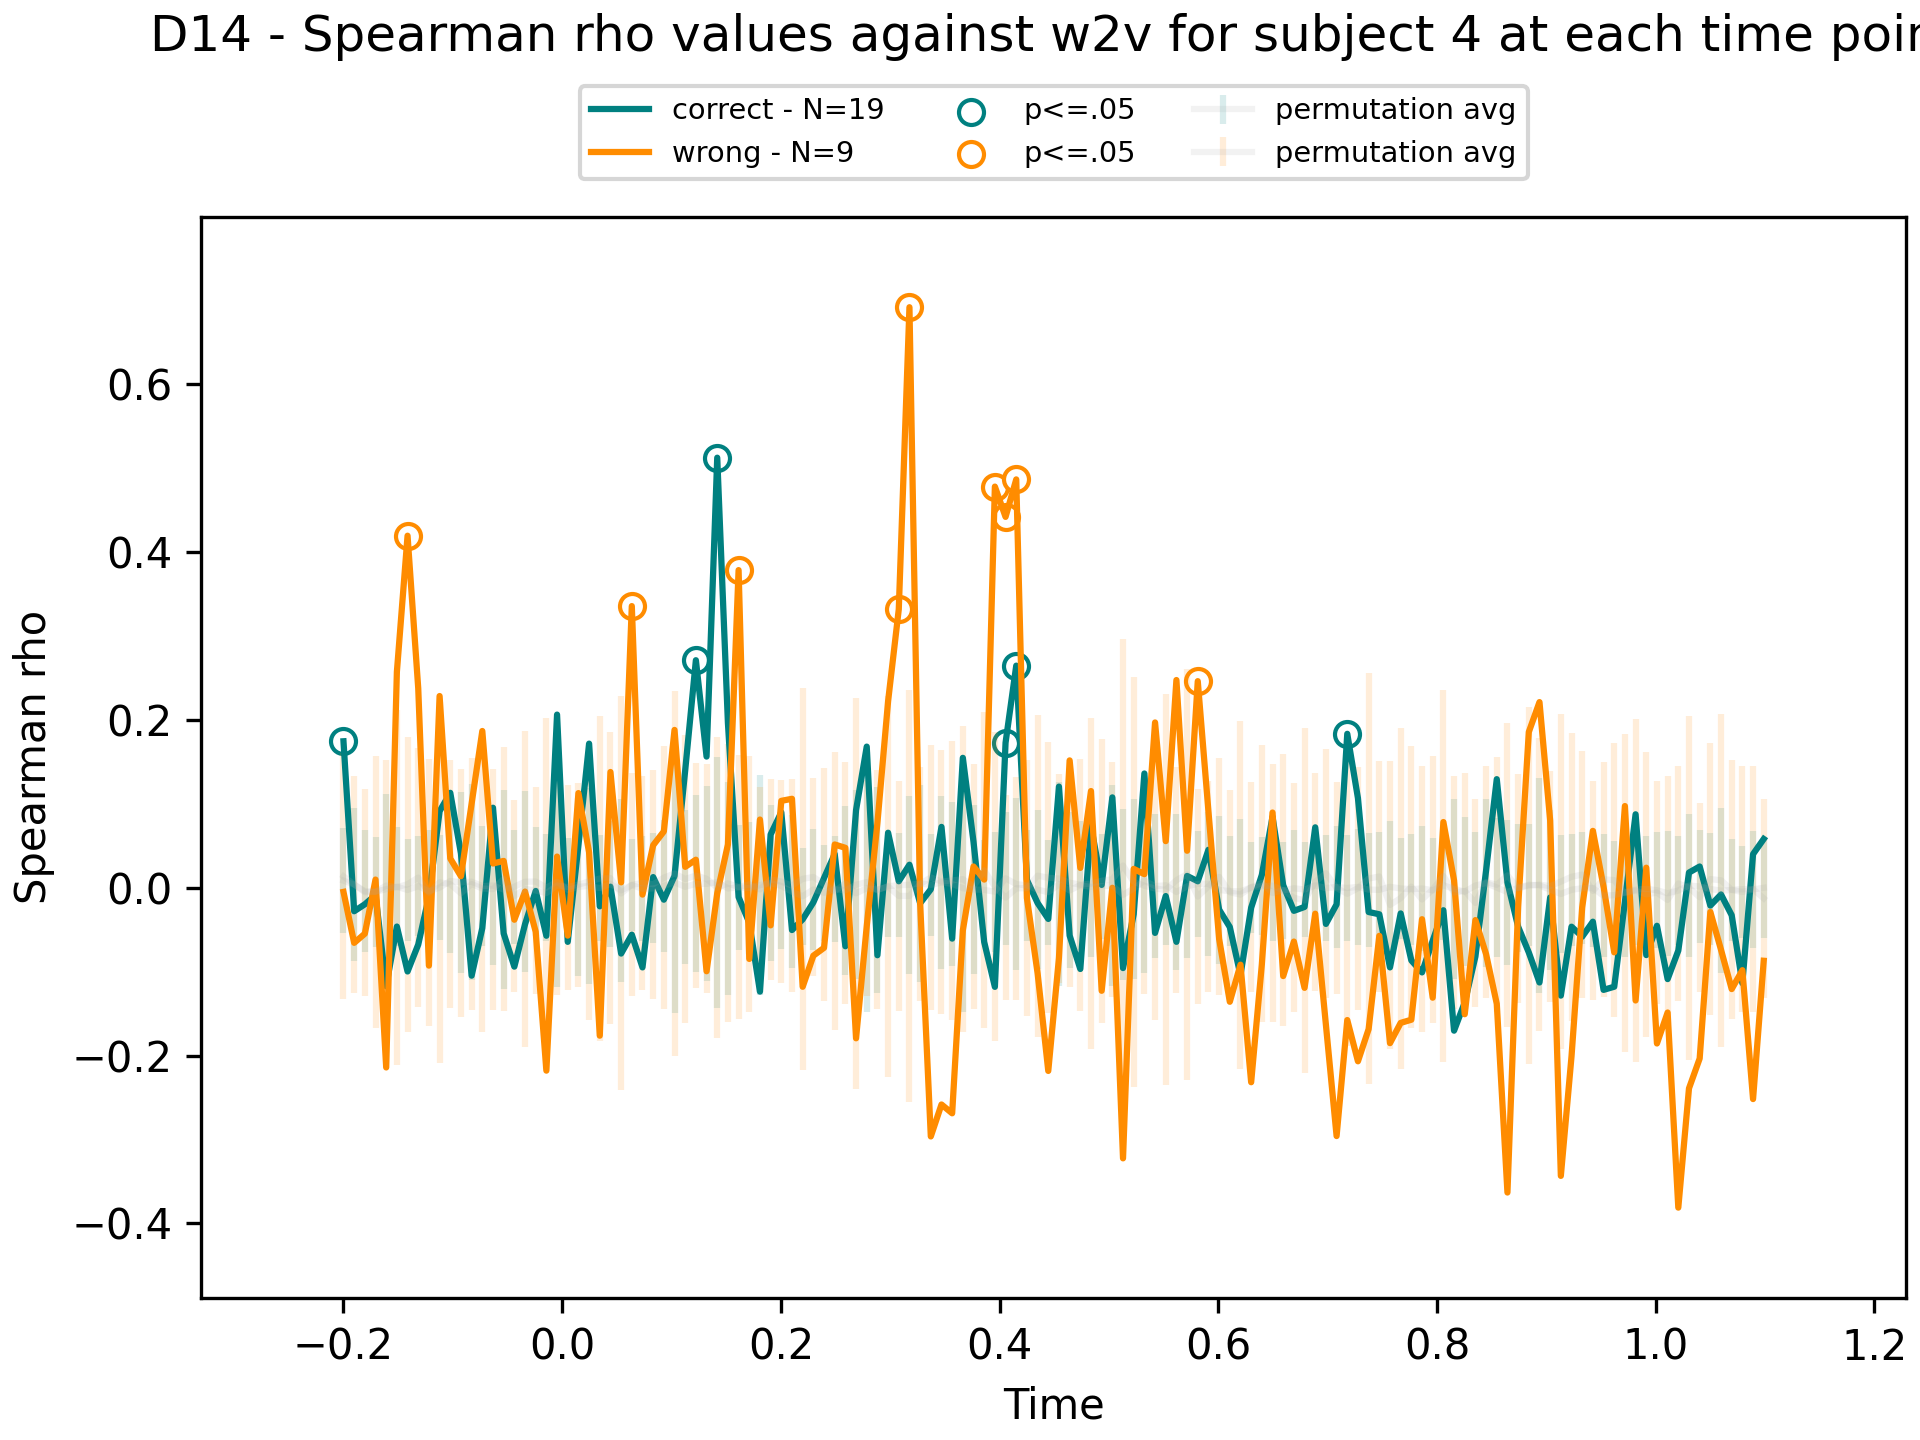 D14 - Spearman rho values against w2v for subject 4 at each time poin
correct - N=19
wrong - N=9
p<=.05
p<=.05
permutation avg
permutation avg
Spearman rho
0.6
0.4
0.2
0.0
−0.2
−0.4
−0.2 0.0 0.2 0.4 0.6 0.8 1.0 1.2
Time